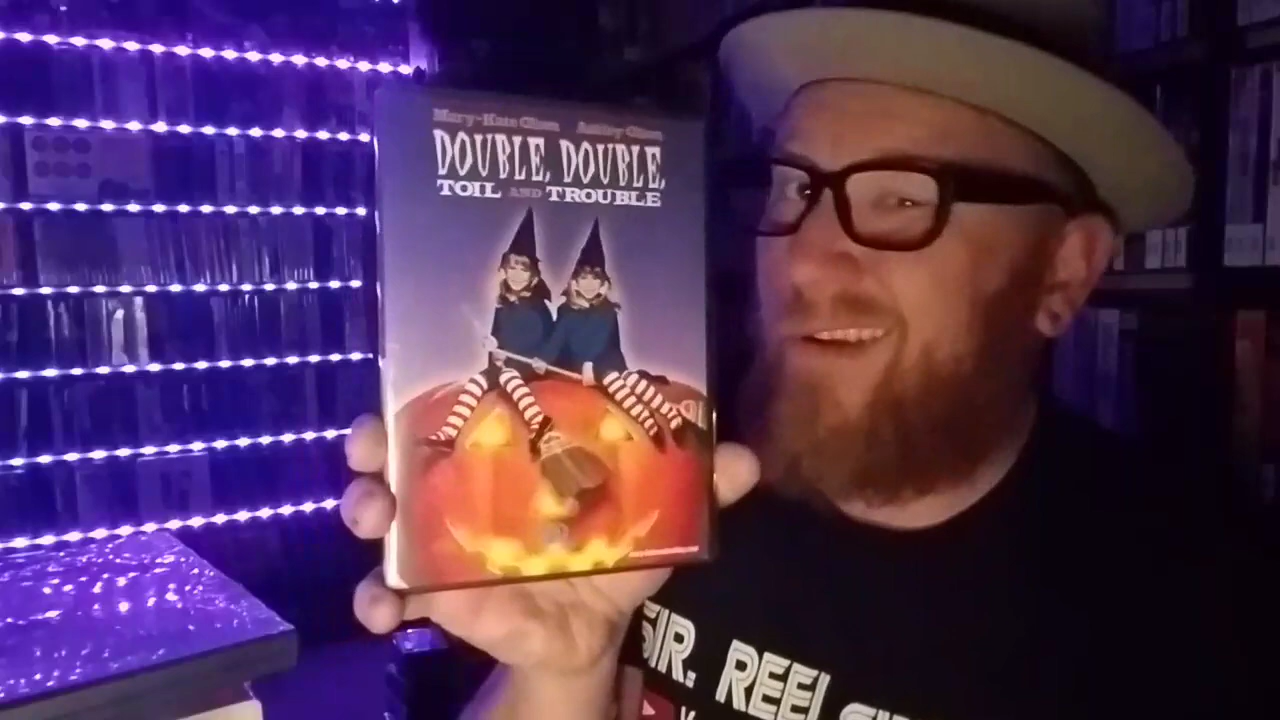 Mary-Kate Olsen Ashley Olsen
DOUBLE, DOUBLE,
TOIL AND TROUBLE
SIR. REEL